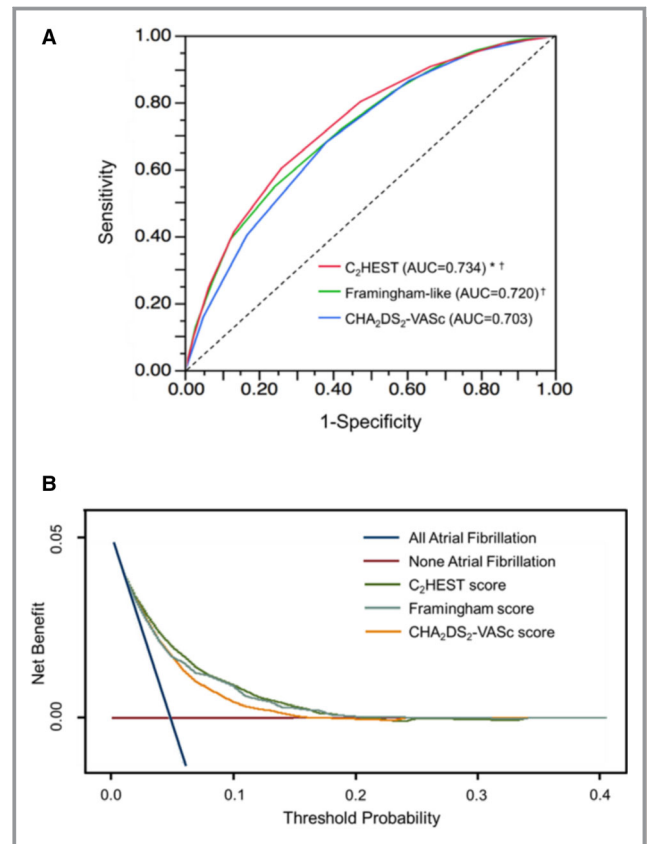 A
1.00
0.80
0.60
0.40
0.20
0.00
Sensitivity
C₂HEST (AUC=0.734) * †
Framingham-like (AUC=0.720)†
CHA₂DS₂-VASc (AUC=0.703)
0.00 0.20 0.40 0.60 0.80 1.00
1-Specificity
B
0.05
0.00
Net Benefit
All Atrial Fibrillation
None Atrial Fibrillation
C₂HEST score
Framingham score
CHA₂DS₂-VASc score
0.0 0.1 0.2 0.3 0.4
Threshold Probability